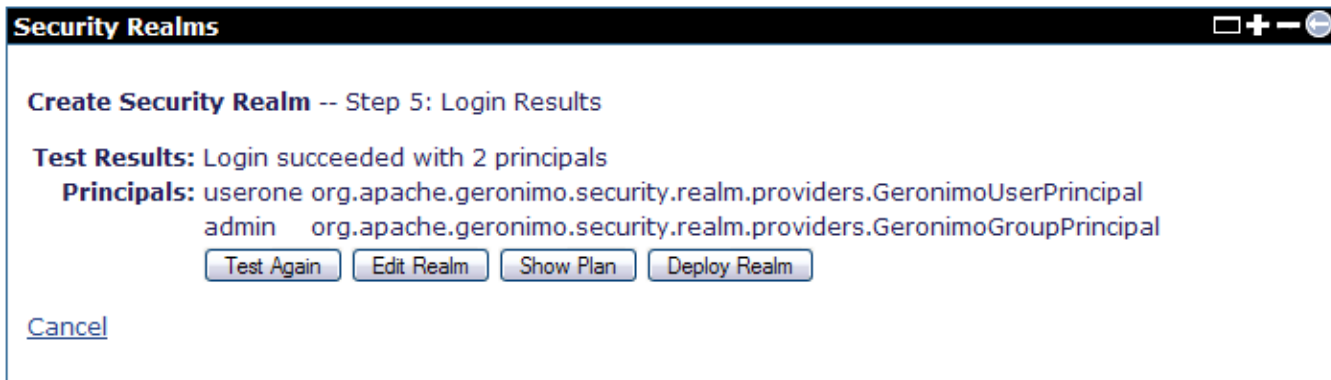 Security Realms
Create Security Realm -- Step 5: Login Results
Test Results: Login succeeded with 2 principals
Principals: userone org.apache.geronimo.security.realm.providers.GeronimoUserPrincipal
admin org.apache.geronimo.security.realm.providers.GeronimoGroupPrincipal
Test Again Edit Realm Show Plan Deploy Realm
Cancel